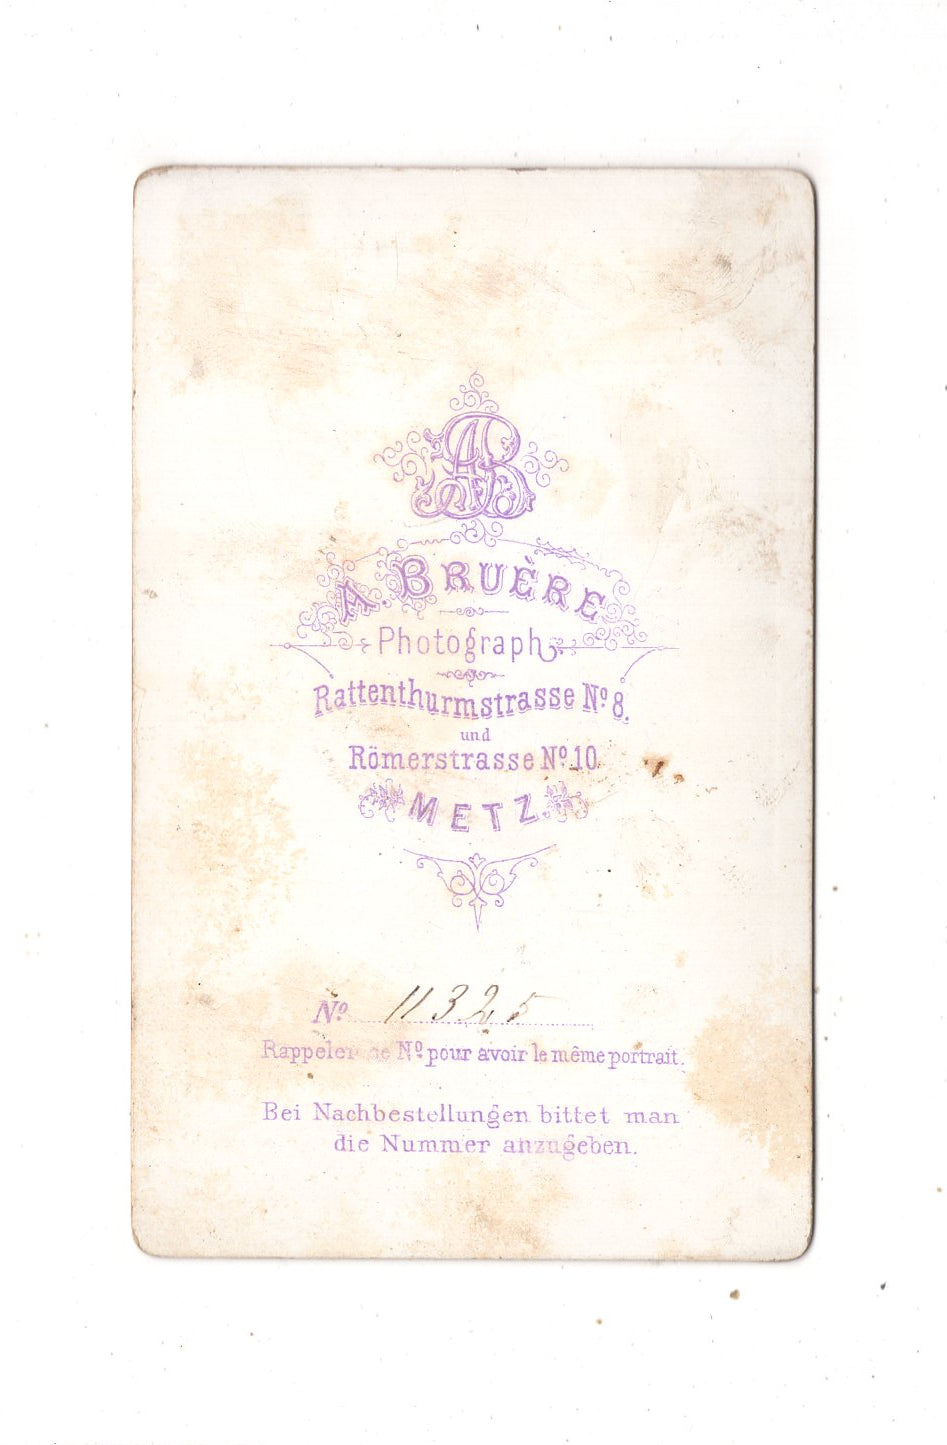 AB
A. BRUÈRE
Photograph
Rattenthurmstrasse Nº 8.
und
Römerstrasse Nº 10.
METZ.
Nº 11325
Rappeler ce Nº pour avoir le même portrait.
Bei Nachbestellungen bittet man
die Nummer anzugeben.